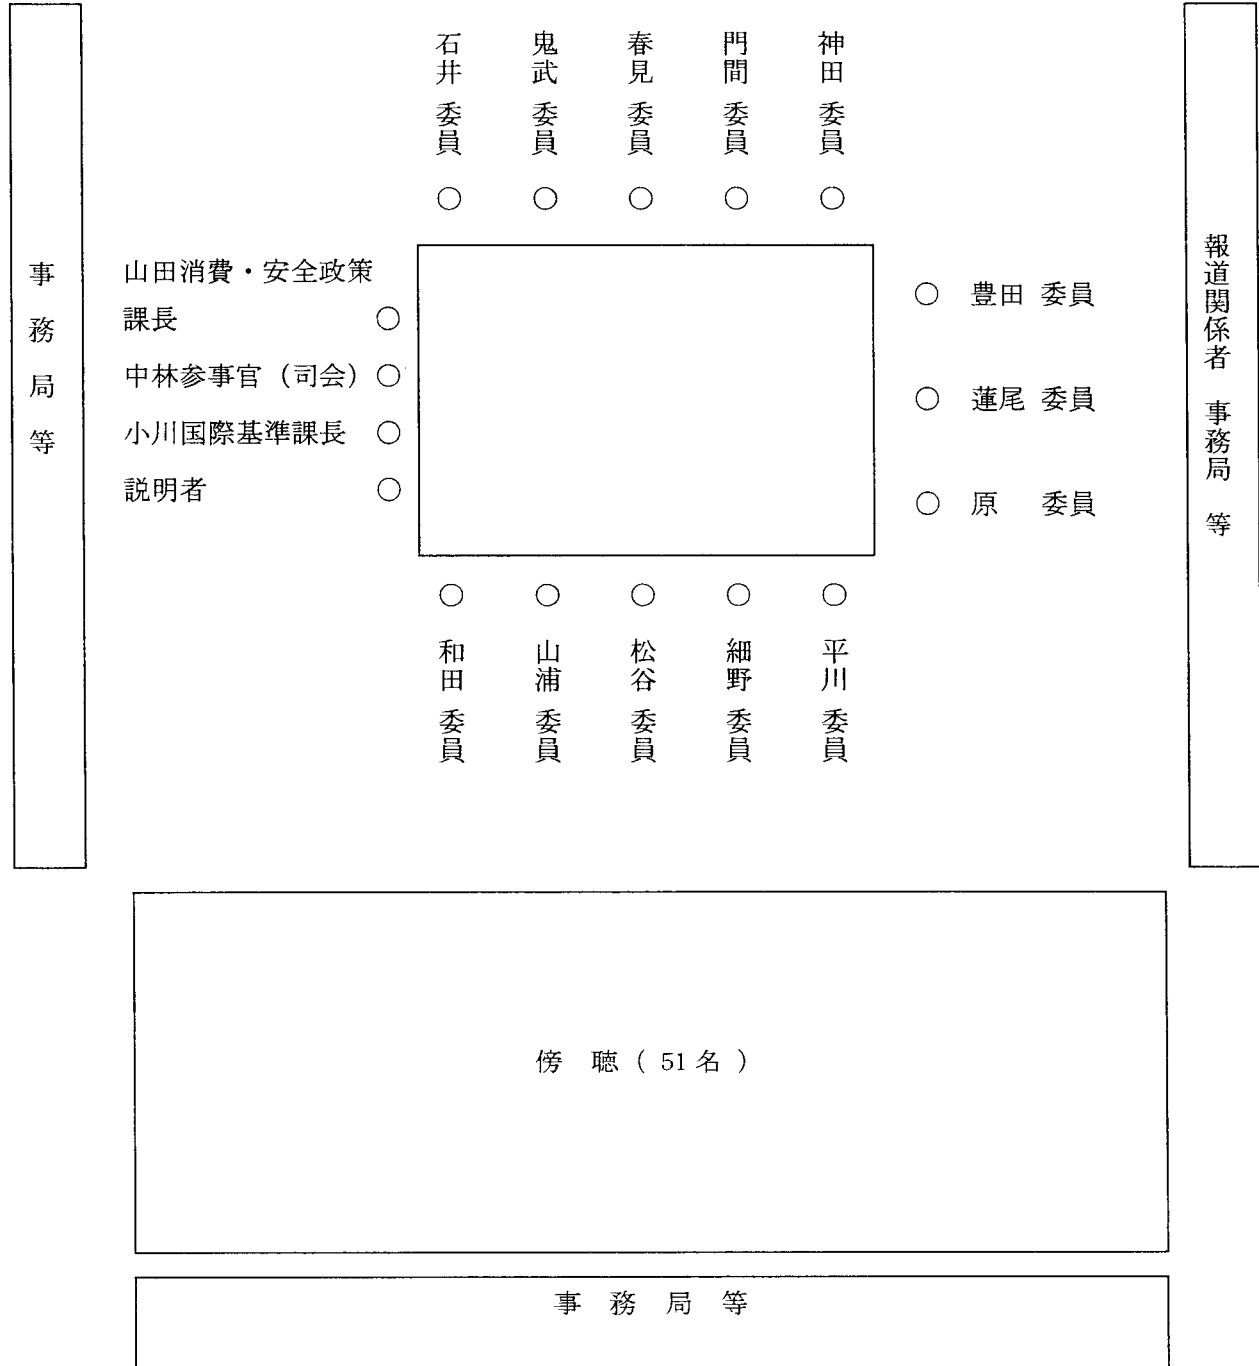 石井 委員
鬼武 委員
春見 委員
門間 委員
神田 委員
○ ○ ○ ○ ○
事務局等
山田消費・安全政策
課長 ○
中林参事官(司会)○
小川国際基準課長 ○
説明者 ○
○ 豊田 委員
○ 蓮尾 委員
○ 原 委員
報道関係者 事務局 等
○ ○ ○ ○ ○
和田 委員
山浦 委員
松谷 委員
細野 委員
平川 委員
傍 聴 ( 51 名 )
事 務 局 等